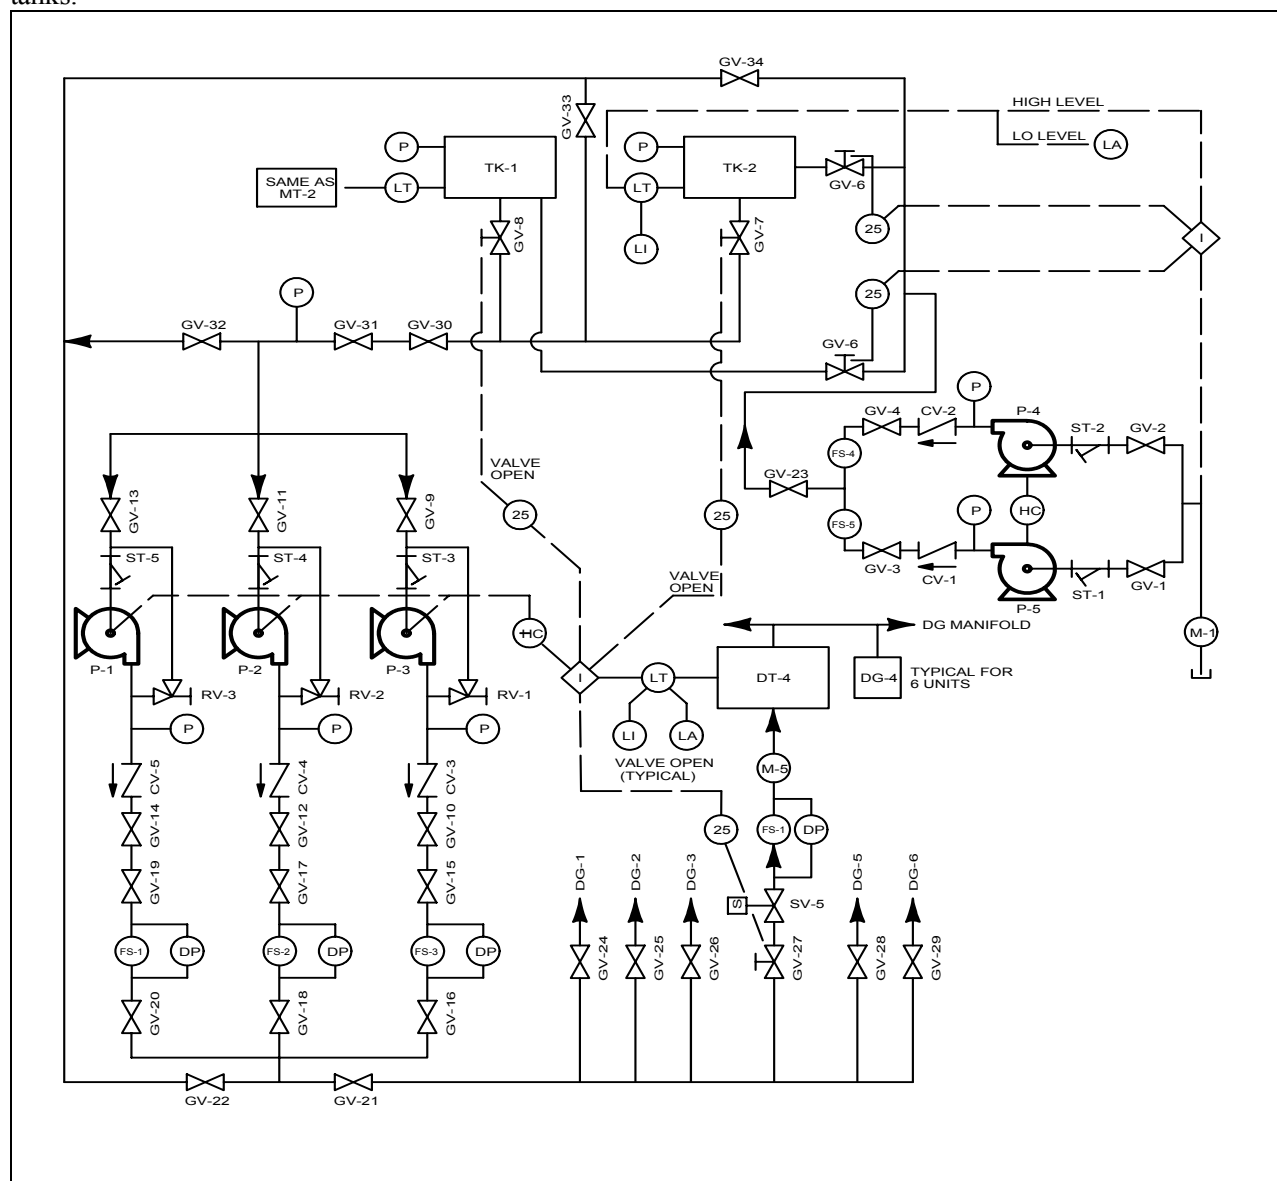 tanks.
GV-34
GV-33
HIGH LEVEL
LO LEVEL
LA
P
TK-1
P
TK-2
SAME AS
MT-2
LT
LT
GV-6
GV-8
GV-7
25
LI
I
25
P
GV-32
GV-31
GV-30
GV-6
P
GV-4
CV-2
P-4
ST-2
GV-2
FS-4
VALVE
OPEN
GV-23
GV-13
GV-11
GV-9
25
25
FS-5
P
HC
ST-5
ST-4
ST-3
GV-3
CV-1
ST-1
GV-1
VALVE
OPEN
P-5
HC
DG MANIFOLD
M-1
P-1
P-2
P-3
I
LT
DT-4
DG-4
TYPICAL FOR
6 UNITS
RV-3
RV-2
RV-1
P
P
P
LI
LA
VALVE OPEN
(TYPICAL)
M-5
CV-5
CV-4
CV-3
GV-14
GV-12
GV-10
25
FS-1
DP
GV-19
GV-17
GV-15
DG-1
DG-2
DG-3
DG-5
DG-6
S
SV-5
FS-1
DP
FS-2
DP
FS-3
DP
GV-24
GV-25
GV-26
GV-27
GV-28
GV-29
GV-20
GV-18
GV-16
GV-22
GV-21